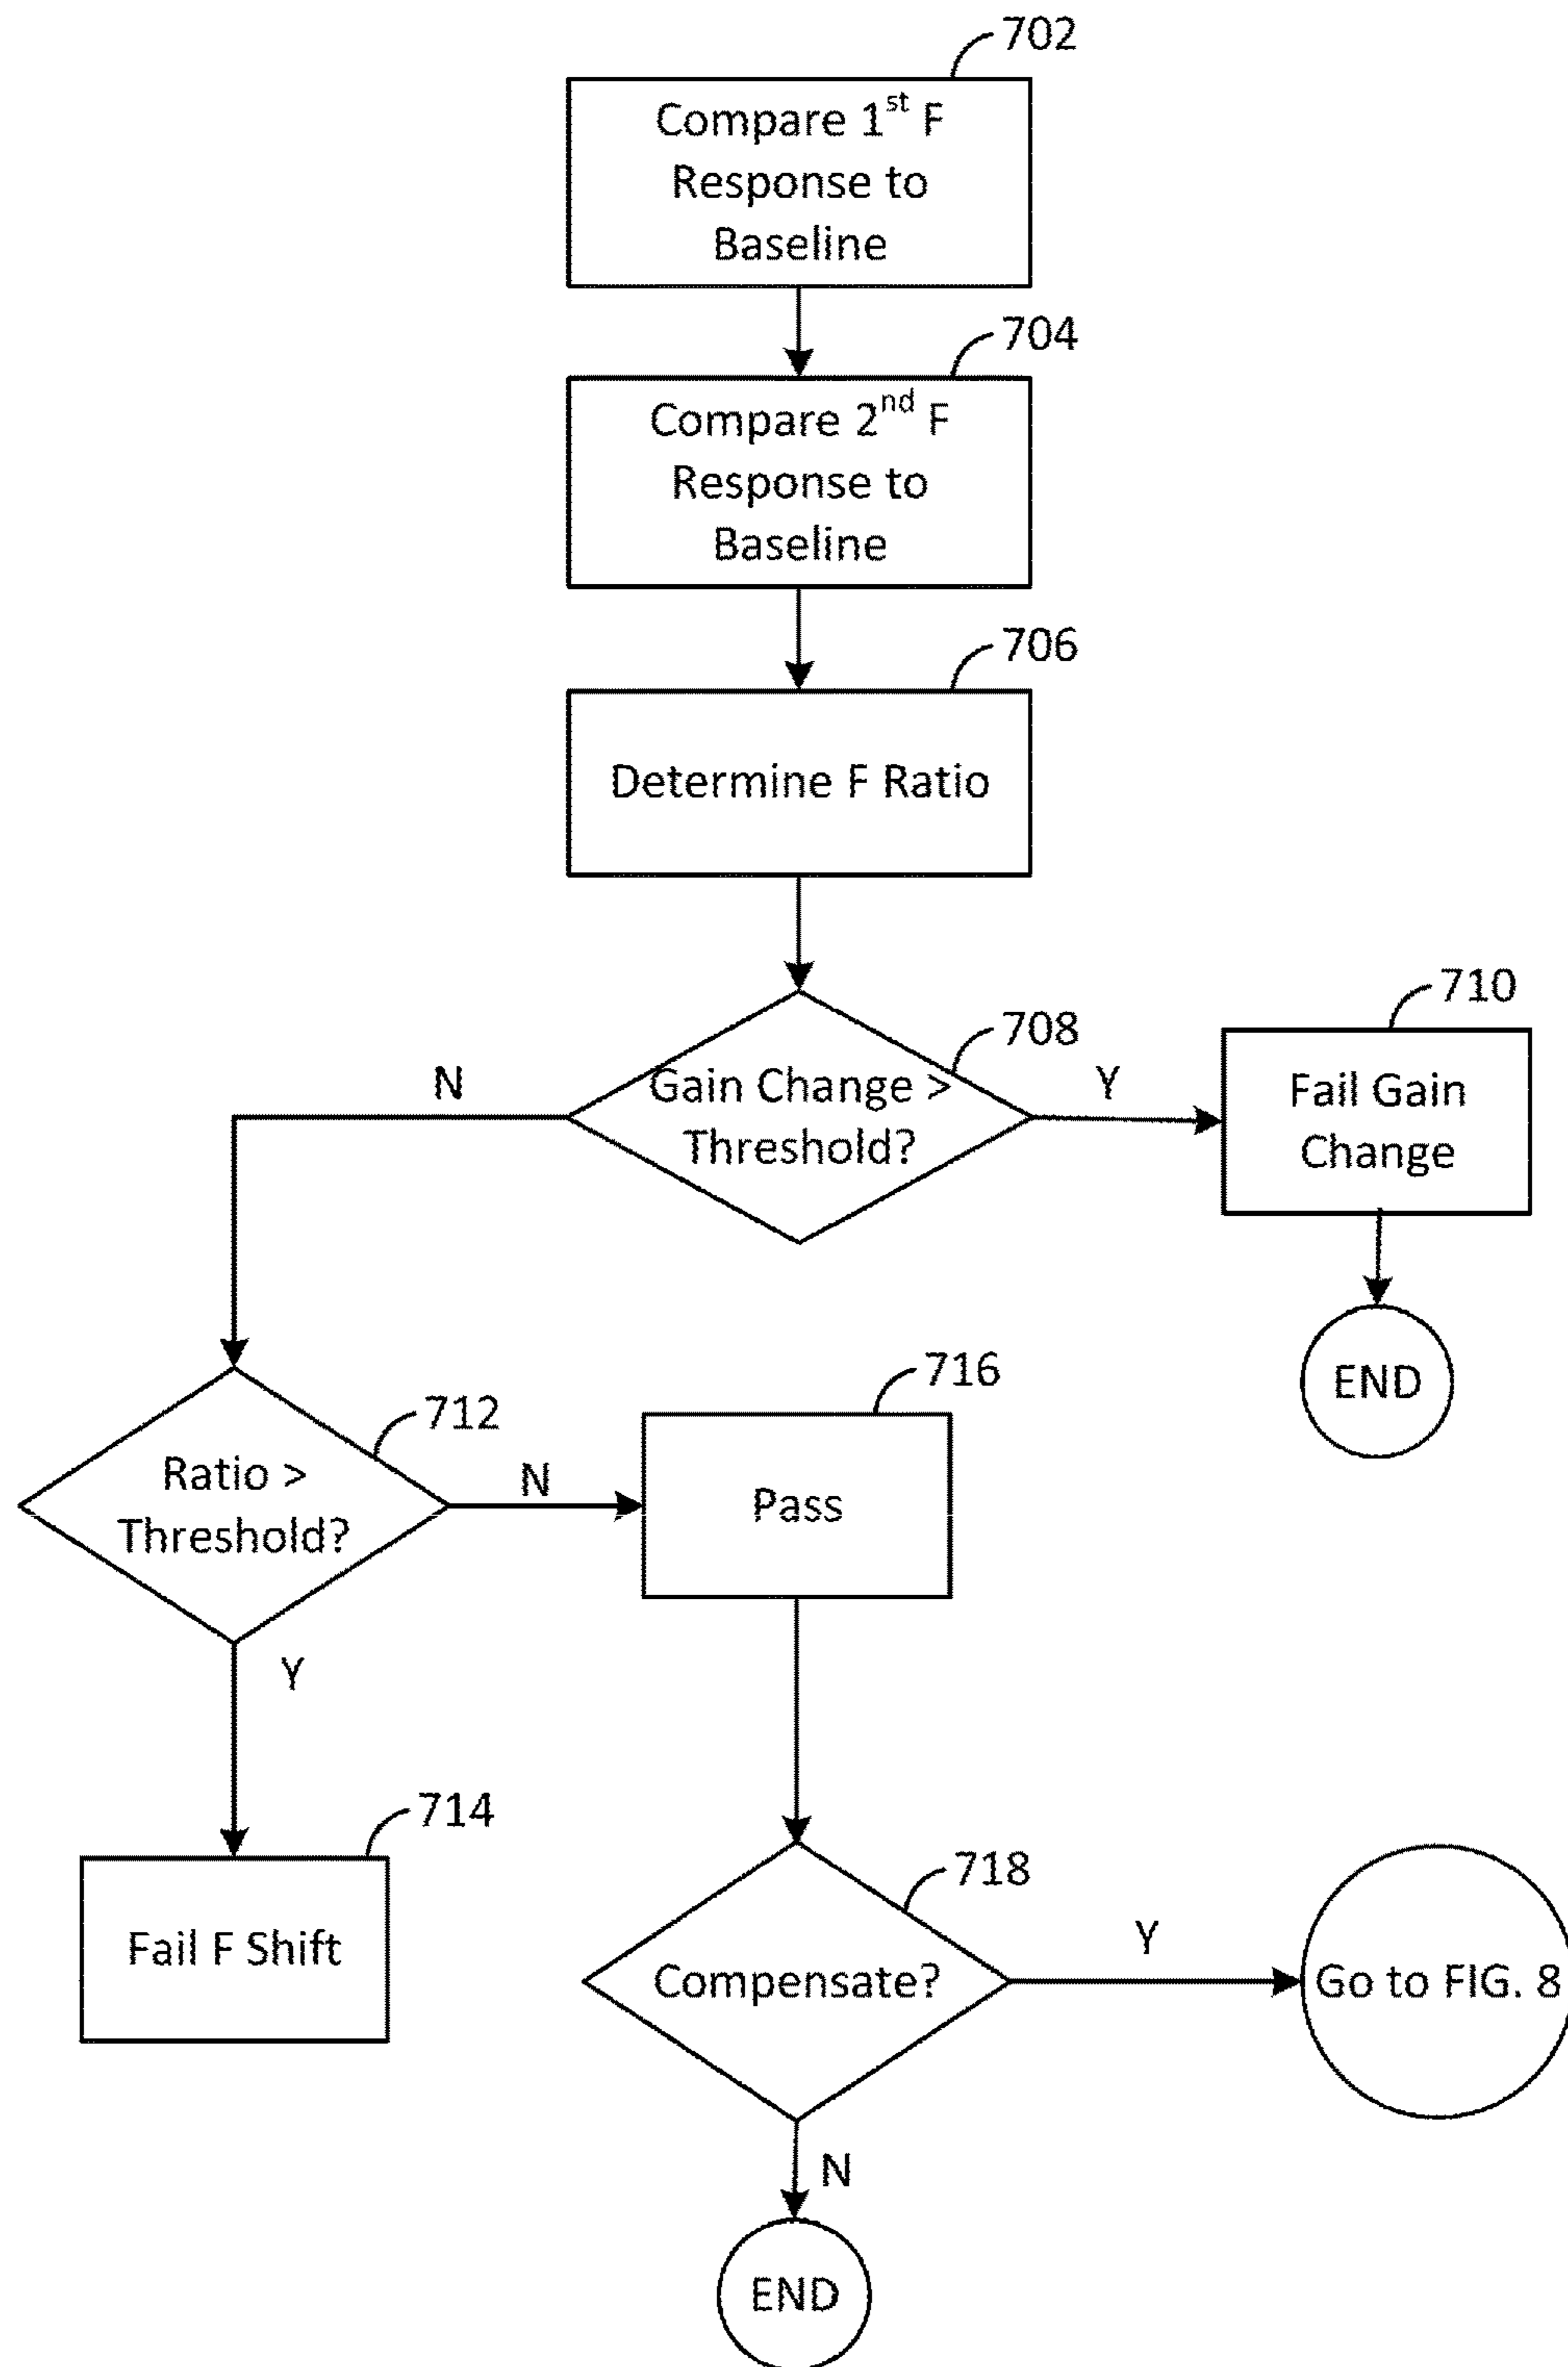 702
Compare 1st F
Response to
Baseline
704
Compare 2nd F
Response to
Baseline
706
Determine F Ratio
708
Gain Change >
Threshold?
N
Y
710
Fail Gain
Change
END
712
Ratio >
Threshold?
N
Y
716
Pass
714
Fail F Shift
718
Compensate?
Y
Go to FIG. 8
N
END